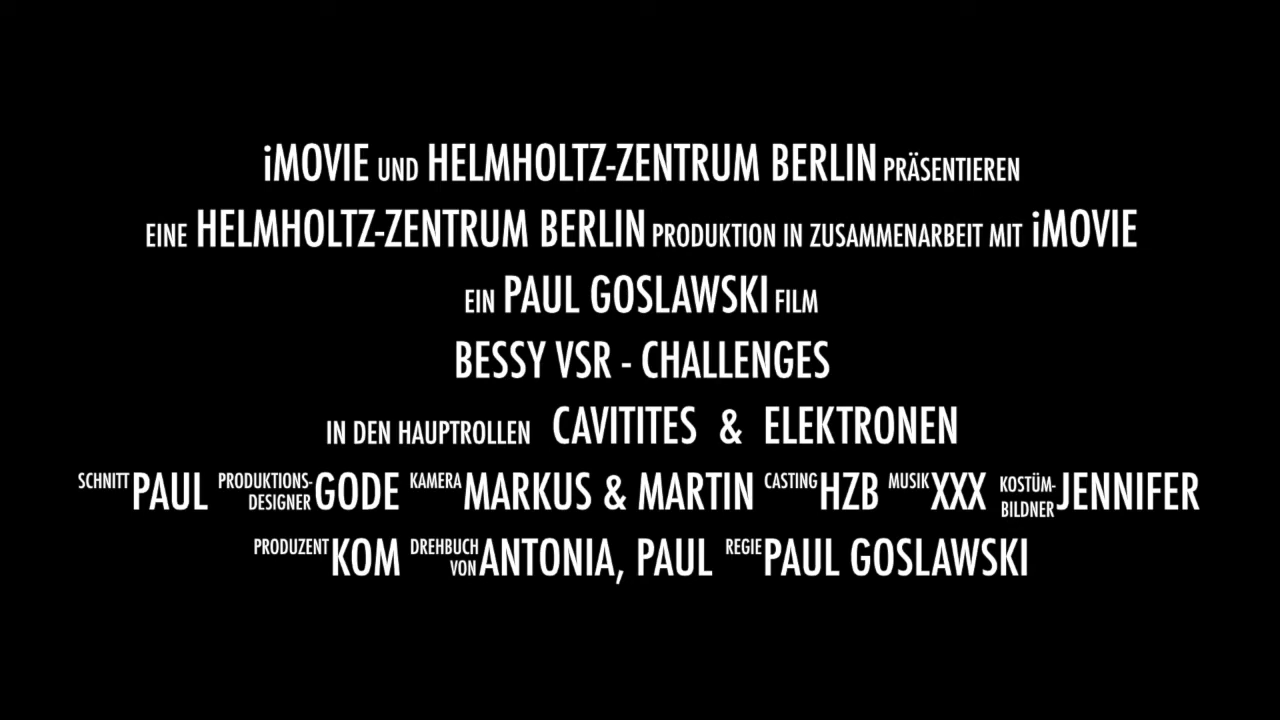 iMOVIE UND HELMHOLTZ-ZENTRUM BERLIN PRÄSENTIEREN
EINE HELMHOLTZ-ZENTRUM BERLIN PRODUKTION IN ZUSAMMENARBEIT MIT iMOVIE
EIN PAUL GOSLAWSKI FILM
BESSY VSR - CHALLENGES
IN DEN HAUPTROLLEN CAVITITES & ELEKTRONEN
SCHNITT PAUL PRODUKTIONS-DESIGNER GODE KAMERA MARKUS & MARTIN CASTING HZB MUSIK XXX KOSTÜM-BILDNER JENNIFER
PRODUZENT KOM DREHBUCH VON ANTONIA, PAUL REGIE PAUL GOSLAWSKI